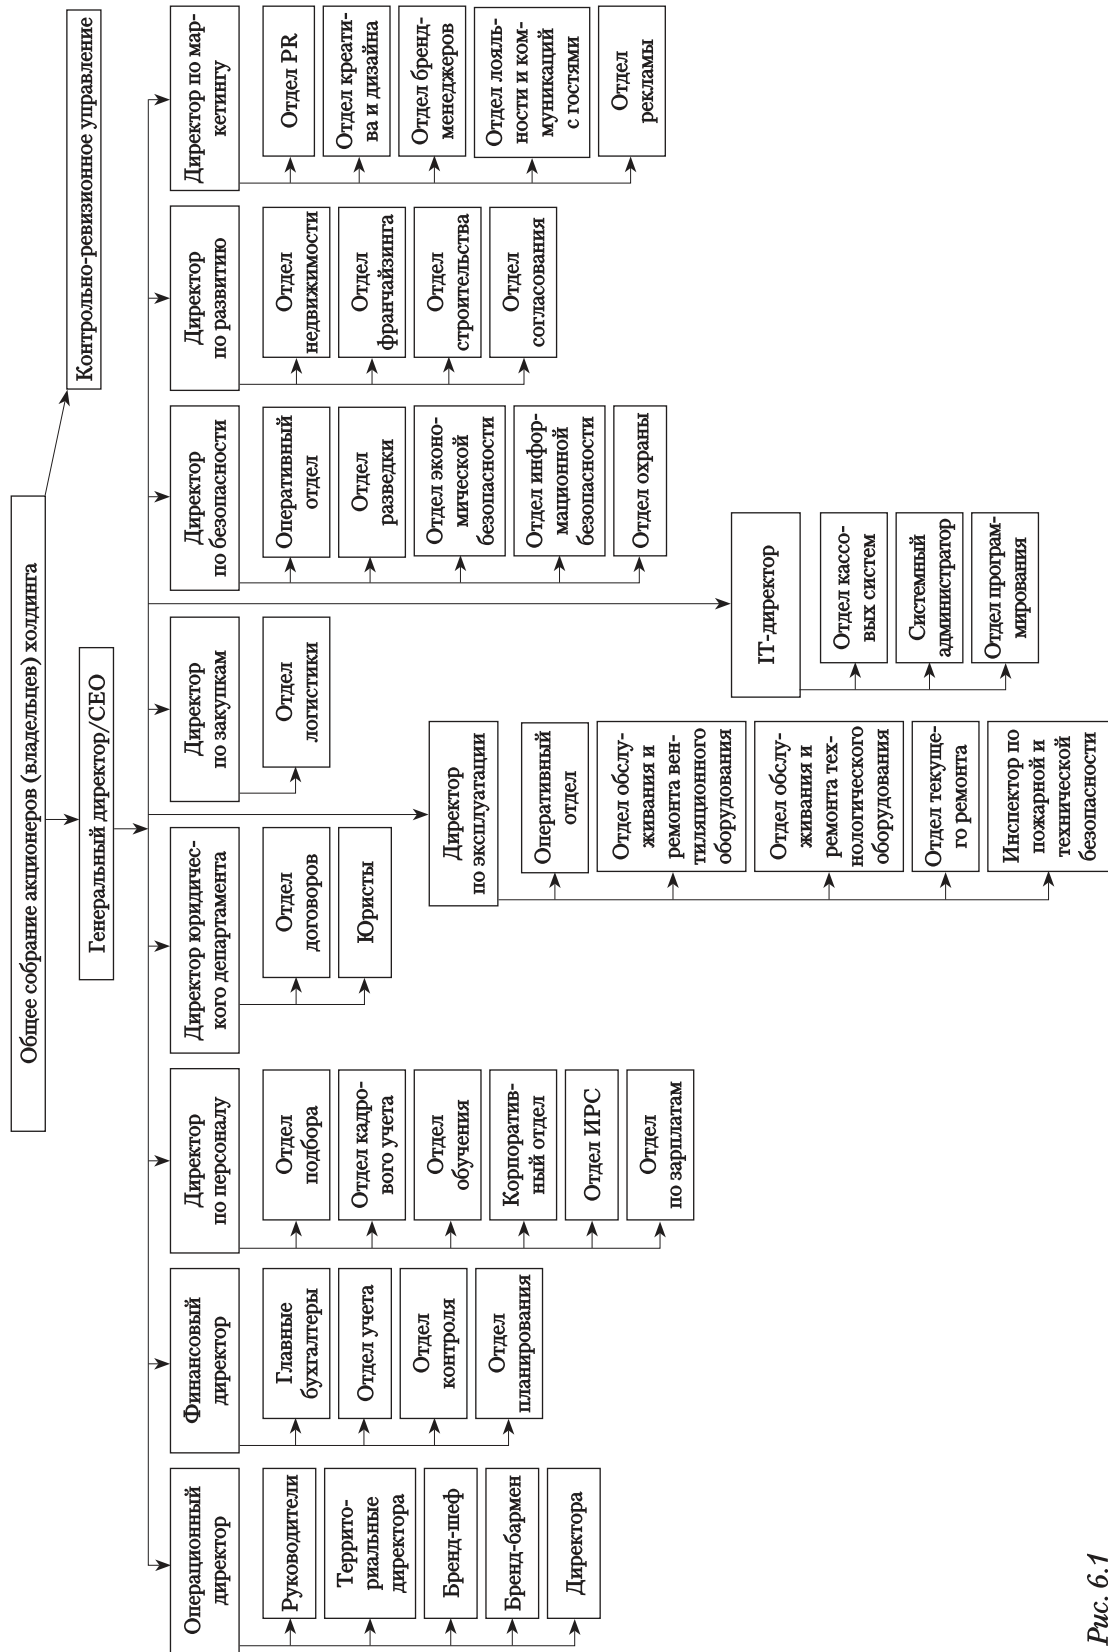 Общее собрание акционеров (владельцев) холдинга
Контрольно-ревизионное управление
Генеральный директор/CEO
Операционный
директор
Руководители
Террито-
риальные
директора
Бренд-шеф
Бренд-бармен
Директора
Финансовый
директор
Главные
бухгалтеры
Отдел учета
Отдел
контроля
Отдел
планирования
Директор
по персоналу
Отдел
подбора
Отдел кадро-
вого учета
Отдел
обучения
Корпоратив-
ный отдел
Отдел ИРС
Отдел
по зарплатам
Директор юридичес-
кого департамента
Отдел
договоров
Юристы
Директор
по эксплуатации
Оперативный
отдел
Отдел обслу-
живания и
ремонта вен-
тиляционного
оборудования
Отдел обслу-
живания и
ремонта тех-
нологического
оборудования
Отдел текуще-
го ремонта
Инспектор по
пожарной и
технической
безопасности
Директор
по закупкам
Отдел
логистики
IT-директор
Отдел кассо-
вых систем
Системный
администратор
Отдел програм-
мирования
Директор
по безопасности
Оперативный
отдел
Отдел
разведки
Отдел эконо-
мической
безопасности
Отдел инфор-
мационной
безопасности
Отдел охраны
Директор
по развитию
Отдел
недвижимости
Отдел
франчайзинга
Отдел
строительства
Отдел
согласования
Директор по мар-
кетингу
Отдел PR
Отдел креати-
ва и дизайна
Отдел бренд-
менеджеров
Отдел лояль-
ности и ком-
муникаций
с гостями
Отдел
рекламы
Рис. 6.1